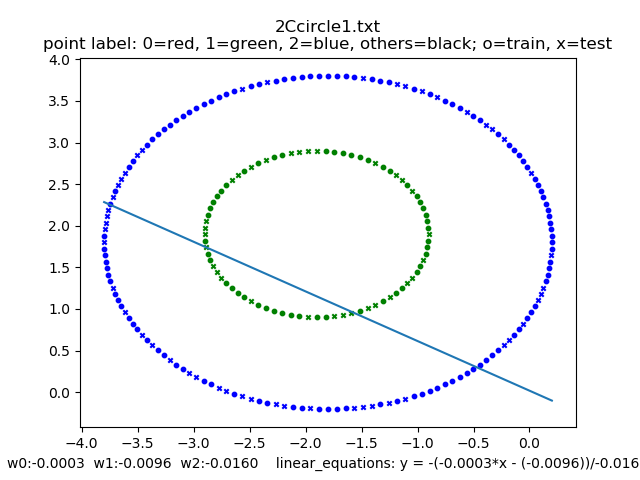 2Ccircle1.txt
point label: 0=red, 1=green, 2=blue, others=black; o=train, x=test
4.0
3.5
3.0
2.5
2.0
1.5
1.0
0.5
0.0
−4.0 −3.5 −3.0 −2.5 −2.0 −1.5 −1.0 −0.5 0.0
w0:-0.0003 w1:-0.0096 w2:-0.0160 linear_equations: y = -(-0.0003*x - (-0.0096))/-0.016